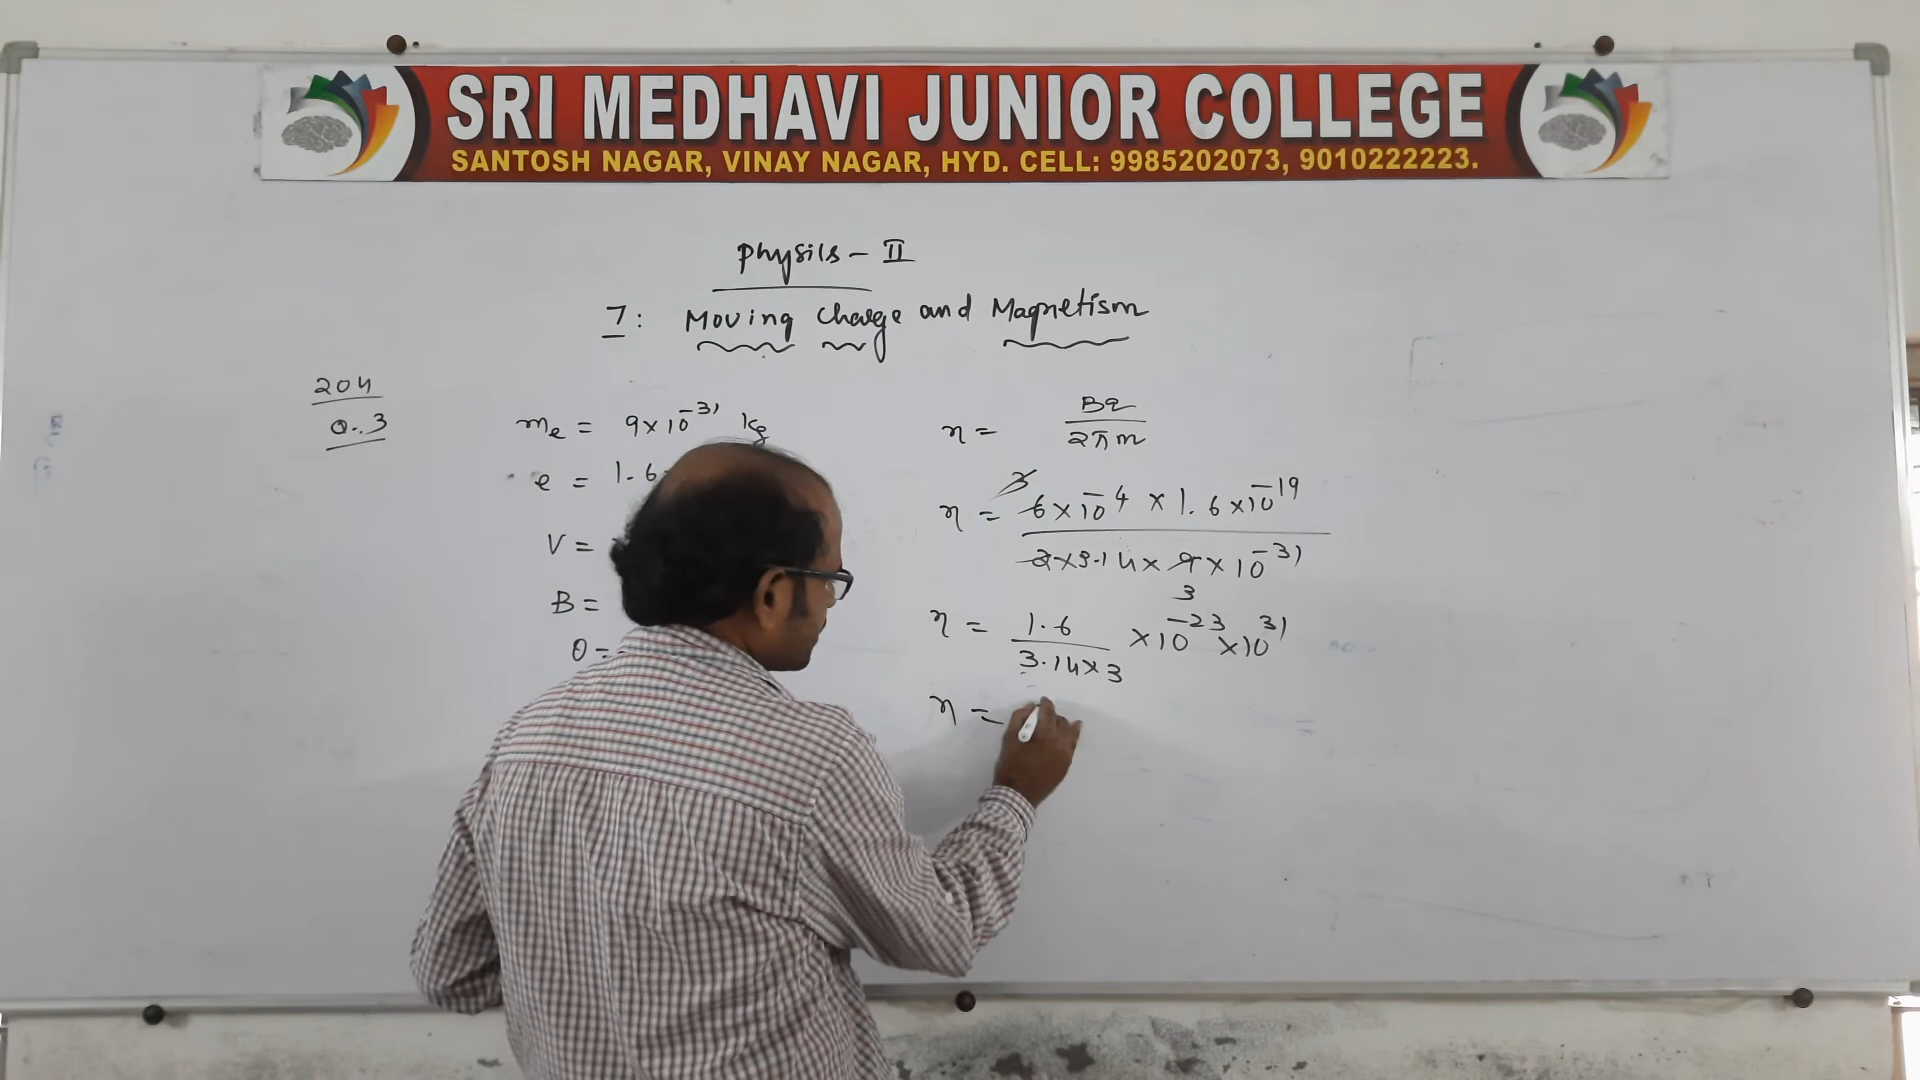 SRI MEDHAVI JUNIOR COLLEGE
SANTOSH NAGAR, VINAY NAGAR, HYD. CELL: 9985202073, 9010222223.
Physics - II
7: Moving Charge and Magnetism
204
Q.3
me = 9×10^-31 kg
e = 1.6
V =
B =
θ =
n = Bq / 2πm
n = 6×10^-4 × 1.6×10^-19 / 2×3.14×9×10^-31
3
3
n = 1.6 / 3.14×3 ×10^-23 ×10^31
n =